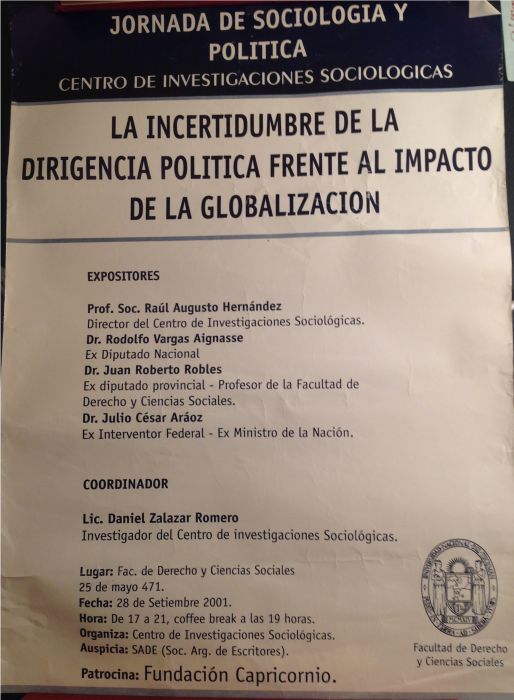 JORNADA DE SOCIOLOGIA Y
POLITICA
CENTRO DE INVESTIGACIONES SOCIOLOGICAS
LA INCERTIDUMBRE DE LA
DIRIGENCIA POLITICA FRENTE AL IMPACTO
DE LA GLOBALIZACION
EXPOSITORES
Prof. Soc. Raúl Augusto Hernández
Director del Centro de Investigaciones Sociológicas.
Dr. Rodolfo Vargas Aignasse
Ex Diputado Nacional
Dr. Juan Roberto Robles
Ex diputado provincial - Profesor de la Facultad de
Derecho y Ciencias Sociales.
Dr. Julio César Aráoz
Ex Interventor Federal - Ex Ministro de la Nación.
COORDINADOR
Lic. Daniel Zalazar Romero
Investigador del Centro de investigaciones Sociológicas.
Lugar: Fac. de Derecho y Ciencias Sociales
25 de mayo 471.
Fecha: 28 de Setiembre 2001.
Hora: De 17 a 21, coffee break a las 19 horas.
Organiza: Centro de Investigaciones Sociológicas.
Auspicia: SADE (Soc. Arg. de Escritores).
Patrocina: Fundación Capricornio.
Facultad de Derecho
y Ciencias Sociales